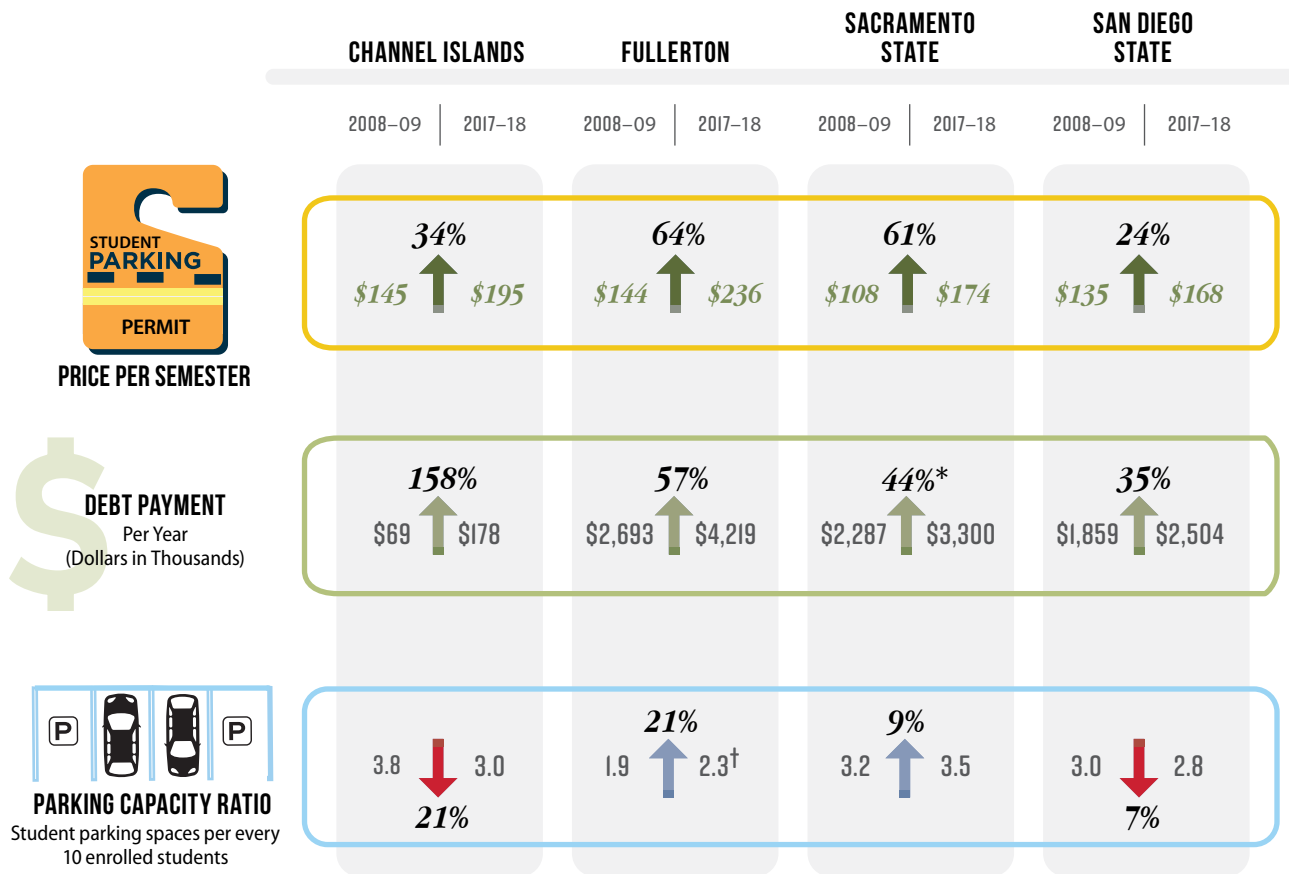 CHANNEL ISLANDS
FULLERTON
SACRAMENTO
STATE
SAN DIEGO
STATE
2008–09 2017–18 2008–09 2017–18 2008–09 2017–18 2008–09 2017–18
STUDENT
PARKING
PERMIT
PRICE PER SEMESTER
34% 64% 61% 24%
$145 $195 $144 $236 $108 $174 $135 $168
$
DEBT PAYMENT
Per Year
(Dollars in Thousands)
158% 57% 44%* 35%
$69 $178 $2,693 $4,219 $2,287 $3,300 $1,859 $2,504
P P
PARKING CAPACITY RATIO
Student parking spaces per every
10 enrolled students
21% 9%
3.8 3.0 1.9 2.3† 3.2 3.5 3.0 2.8
21% 7%